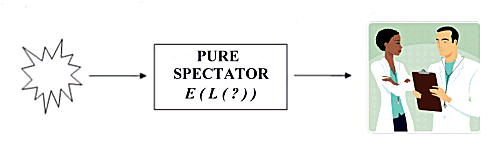 PURE
SPECTATOR
E ( L ( ? ) )